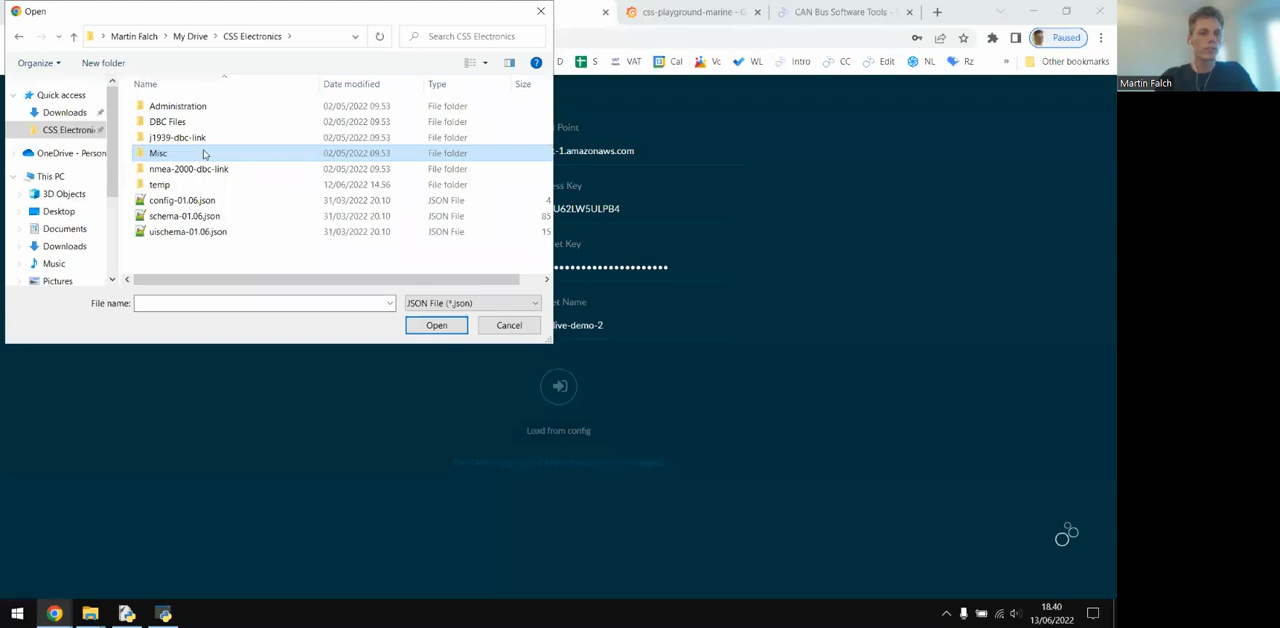 Open
css-playground-marine - G
CAN Bus Software Tools -
Martin Falch
My Drive
CSS Electronics
Search CSS Electronics
Paused
Organize
New folder
D
S
VAT
Cal
Vc
WL
Intro
CC
Edit
NL
Rz
»
Other bookmarks
Name
Date modified
Type
Size
Quick access
Downloads
CSS Electroni
OneDrive - Person
This PC
3D Objects
Desktop
Documents
Downloads
Music
Pictures
Administration 02/05/2022 09.53 File folder
DBC Files 02/05/2022 09.53 File folder
j1939-dbc-link 02/05/2022 09.53 File folder
Misc 02/05/2022 09.53 File folder
nmea-2000-dbc-link 02/05/2022 09.53 File folder
temp 12/06/2022 14.56 File folder
config-01.06.json 31/03/2022 20.10 JSON File 4
schema-01.06.json 31/03/2022 20.10 JSON File 85
uischema-01.06.json 31/03/2022 20.10 JSON File 15
File name:
JSON File (*.json)
Open
Cancel
Point
-1.amazonaws.com
ess Key
U62LW5ULPB4
et Key
et Name
ive-demo-2
Load from config
Martin Falch
18.40
13/06/2022